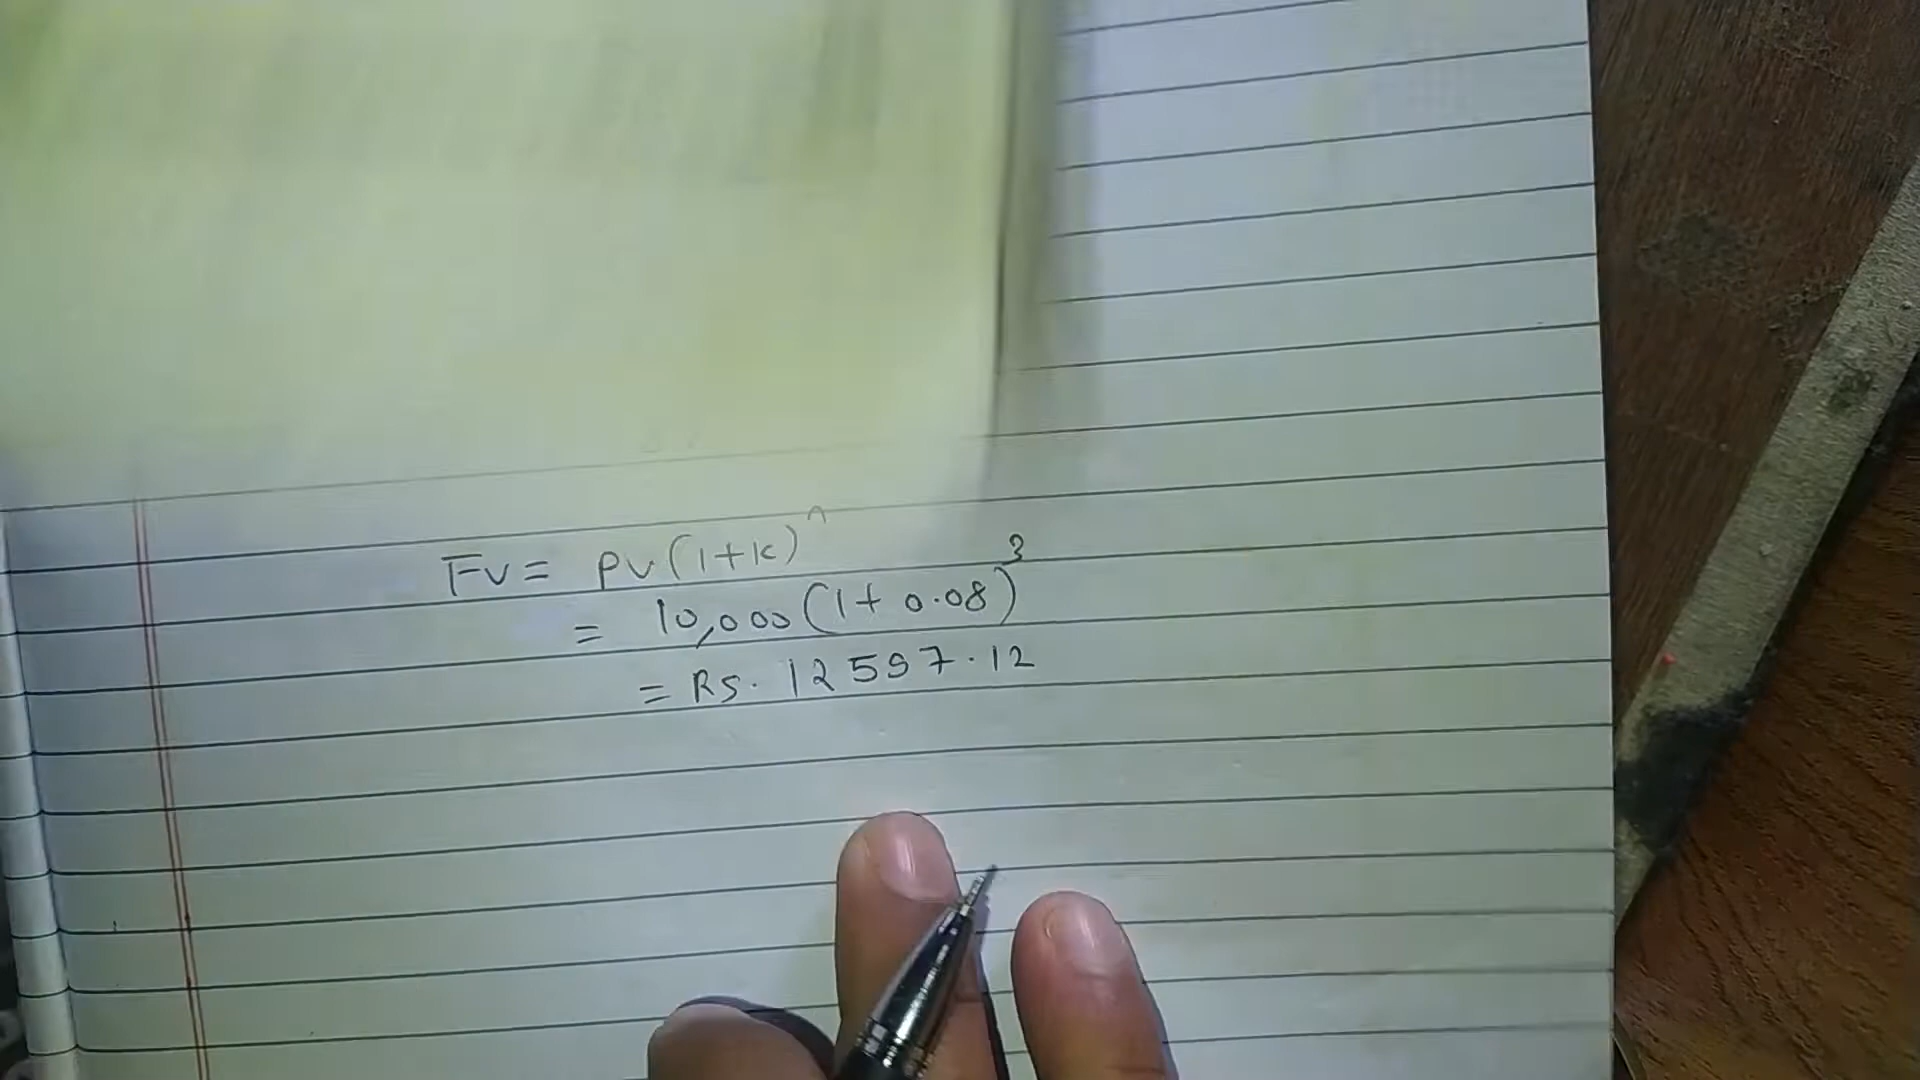 FV = PV(1+k)^n
= 10,000(1+0.08)^3
= Rs. 12597.12